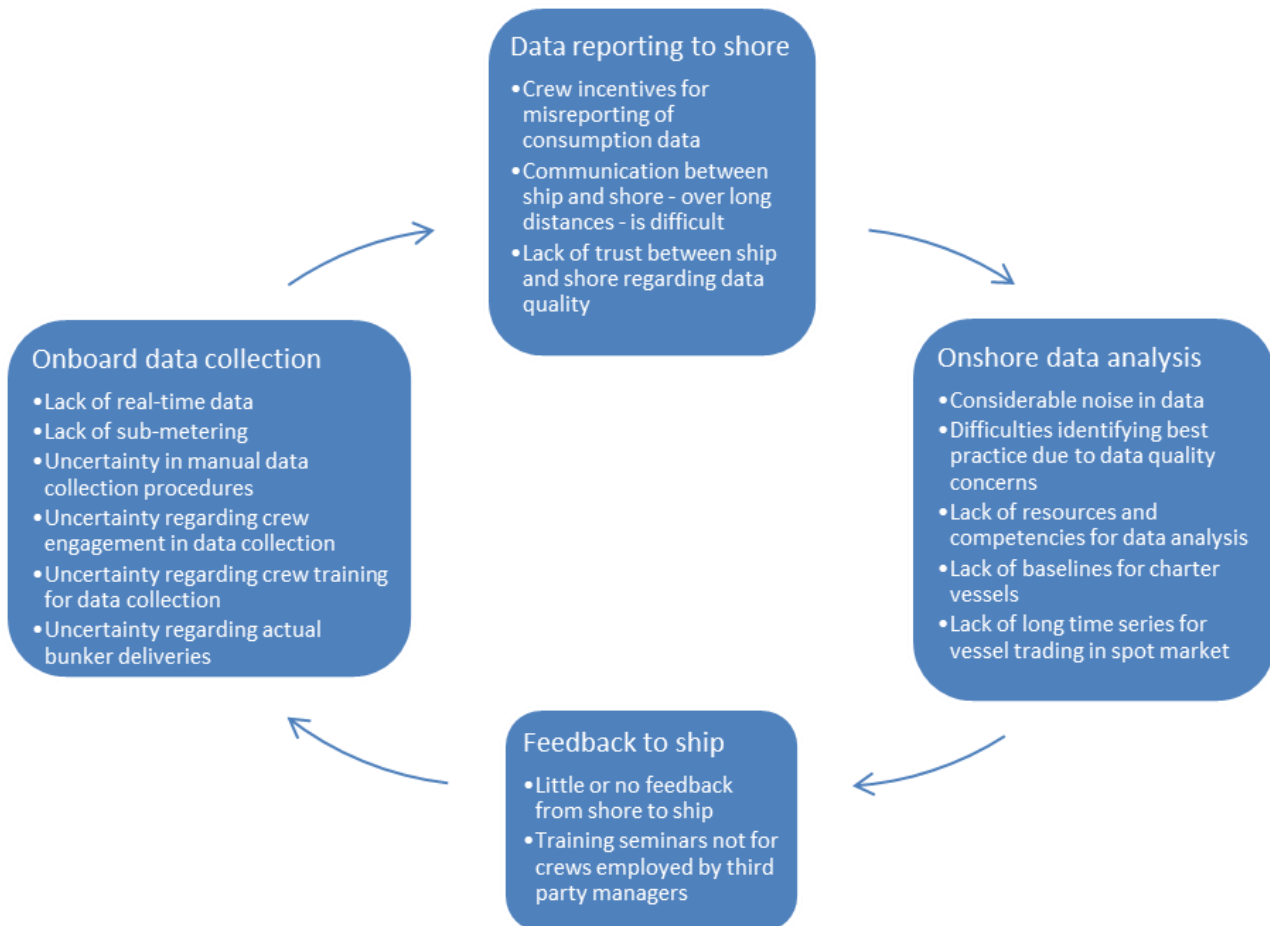 Data reporting to shore
•Crew incentives for
misreporting of
consumption data
•Communication between
ship and shore - over long
distances - is difficult
•Lack of trust between ship
and shore regarding data
quality
Onboard data collection
•Lack of real-time data
•Lack of sub-metering
•Uncertainty in manual data
collection procedures
•Uncertainty regarding crew
engagement in data collection
•Uncertainty regarding crew training
for data collection
•Uncertainty regarding actual
bunker deliveries
Onshore data analysis
•Considerable noise in data
•Difficulties identifying best
practice due to data quality
concerns
•Lack of resources and
competencies for data analysis
•Lack of baselines for charter
vessels
•Lack of long time series for
vessel trading in spot market
Feedback to ship
•Little or no feedback
from shore to ship
•Training seminars not for
crews employed by third
party managers